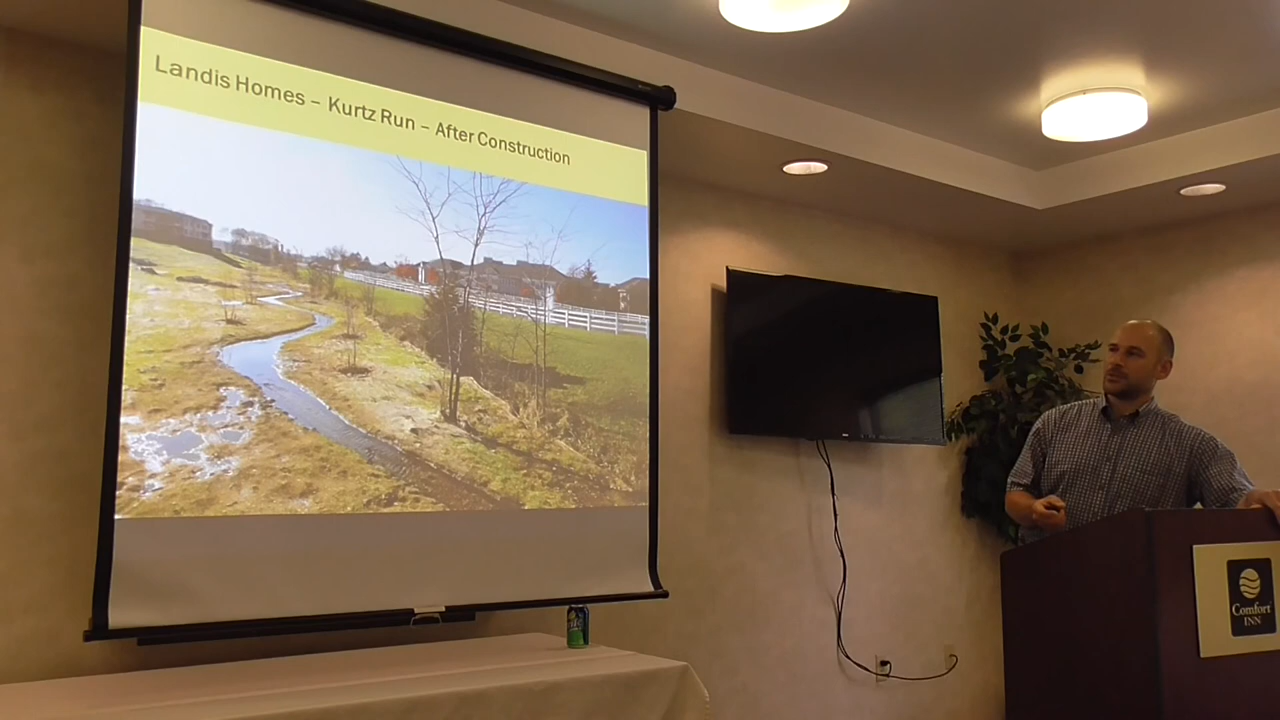 Landis Homes – Kurtz Run – After Construction
Comfort
INN